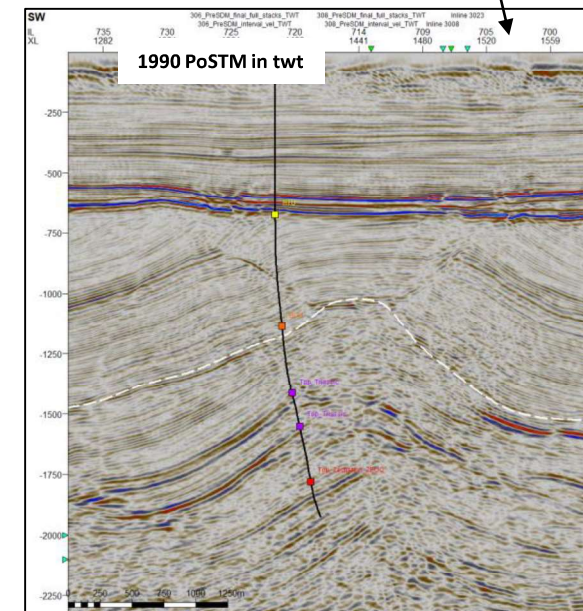 SW
306_PreSDM_final_full_stacks_TWT 308_PreSDM_final_full_stacks_TWT Inline 3023
306_PreSDM_interval_vel_TWT 308_PreSDM_interval_vel_TWT Inline 3008
IL 735 730 725 720 714 709 705 700
XL 1282 1441 1480 1520 1559
1990 PoSTM in twt
-250
-500
-750
-1000
-1250
-1500
-1750
-2000
-2250
0 250 500 750 1000 1250m